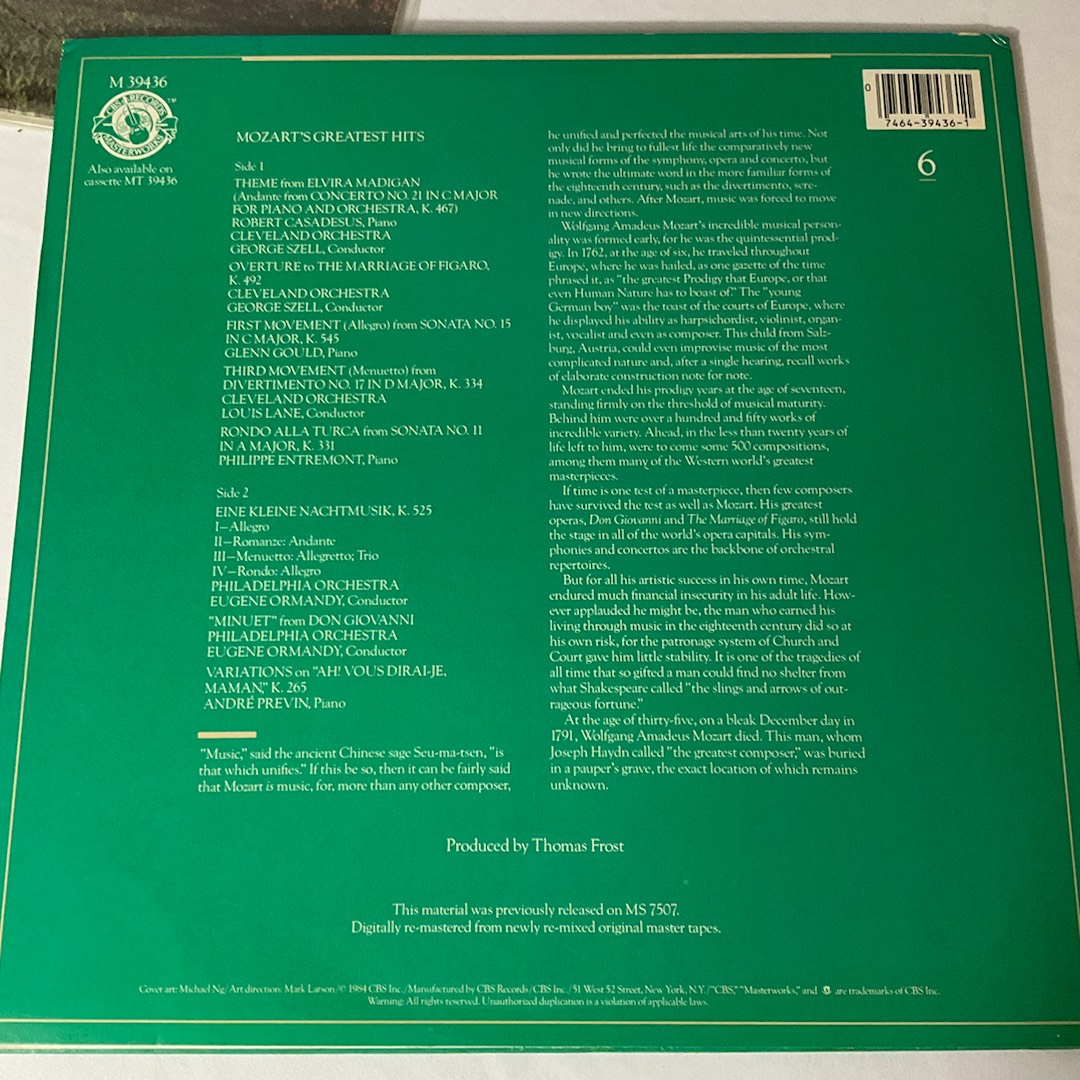 M 39436
CBS RECORDS
MASTERWORKS
TM
Also available on
cassette MT 39436
MOZART'S GREATEST HITS
Side 1
THEME from ELVIRA MADIGAN
(Andante from CONCERTO NO. 21 IN C MAJOR
FOR PIANO AND ORCHESTRA, K. 467)
ROBERT CASADESUS, Piano
CLEVELAND ORCHESTRA
GEORGE SZELL, Conductor
OVERTURE to THE MARRIAGE OF FIGARO,
K. 492
CLEVELAND ORCHESTRA
GEORGE SZELL, Conductor
FIRST MOVEMENT (Allegro) from SONATA NO. 15
IN C MAJOR, K. 545
GLENN GOULD, Piano
THIRD MOVEMENT (Menuetto) from
DIVERTIMENTO NO. 17 IN D MAJOR, K. 334
CLEVELAND ORCHESTRA
LOUIS LANE, Conductor
RONDO ALLA TURCA from SONATA NO. 11
IN A MAJOR, K. 331
PHILIPPE ENTREMONT, Piano
Side 2
EINE KLEINE NACHTMUSIK, K. 525
I—Allegro
II—Romanze: Andante
III—Menuetto: Allegretto; Trio
IV—Rondo: Allegro
PHILADELPHIA ORCHESTRA
EUGENE ORMANDY, Conductor
"MINUET" from DON GIOVANNI
PHILADELPHIA ORCHESTRA
EUGENE ORMANDY, Conductor
VARIATIONS on "AH! VOUS DIRAI-JE,
MAMAN," K. 265
ANDRÉ PREVIN, Piano
"Music," said the ancient Chinese sage Seu-ma-tsen, "is
that which unifies." If this be so, then it can be fairly said
that Mozart is music, for, more than any other composer,
he unified and perfected the musical arts of his time. Not
only did he bring to fullest life the comparatively new
musical forms of the symphony, opera and concerto, but
he wrote the ultimate word in the more familiar forms of
the eighteenth century, such as the divertimento, sere-
nade, and others. After Mozart, music was forced to move
in new directions.
Wolfgang Amadeus Mozart's incredible musical person-
ality was formed early, for he was the quintessential prod-
igy. In 1762, at the age of six, he traveled throughout
Europe, where he was hailed, as one gazette of the time
phrased it, as "the greatest Prodigy that Europe, or that
even Human Nature has to boast of." The "young
German boy" was the toast of the courts of Europe, where
he displayed his ability as harpsichordist, violinist, organ-
ist, vocalist and even as composer. This child from Salz-
burg, Austria, could even improvise music of the most
complicated nature and, after a single hearing, recall works
of elaborate construction note for note.
Mozart ended his prodigy years at the age of seventeen,
standing firmly on the threshold of musical maturity.
Behind him were over a hundred and fifty works of
incredible variety. Ahead, in the less than twenty years of
life left to him, were to come some 500 compositions,
among them many of the Western world's greatest
masterpieces.
If time is one test of a masterpiece, then few composers
have survived the test as well as Mozart. His greatest
operas, Don Giovanni and The Marriage of Figaro, still hold
the stage in all of the world's opera capitals. His sym-
phonies and concertos are the backbone of orchestral
repertoires.
But for all his artistic success in his own time, Mozart
endured much financial insecurity in his adult life. How-
ever applauded he might be, the man who earned his
living through music in the eighteenth century did so at
his own risk, for the patronage system of Church and
Court gave him little stability. It is one of the tragedies of
all time that so gifted a man could find no shelter from
what Shakespeare called "the slings and arrows of out-
rageous fortune."
At the age of thirty-five, on a bleak December day in
1791, Wolfgang Amadeus Mozart died. This man, whom
Joseph Haydn called "the greatest composer," was buried
in a pauper's grave, the exact location of which remains
unknown.
0
7464-39436-1
6
Produced by Thomas Frost
This material was previously released on MS 7507.
Digitally re-mastered from newly re-mixed original master tapes.
Cover art: Michael Ng/Art direction: Mark Larson/© 1984 CBS Inc./Manufactured by CBS Records/CBS Inc./51 West 52 Street, New York, N.Y./"CBS," "Masterworks," and are trademarks of CBS Inc.
Warning: All rights reserved. Unauthorized duplication is a violation of applicable laws.